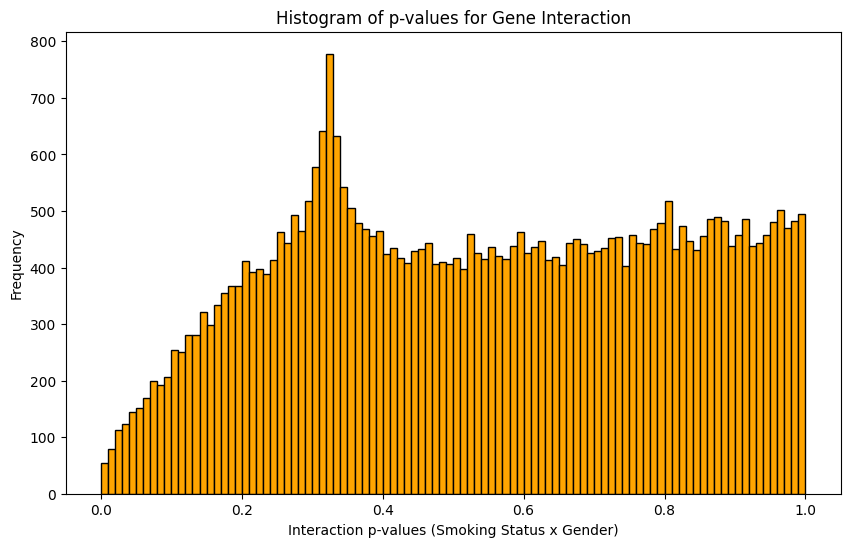 Histogram of p-values for Gene Interaction
800
700
600
500
400
300
200
100
0
Frequency
0.0 0.2 0.4 0.6 0.8 1.0
Interaction p-values (Smoking Status x Gender)